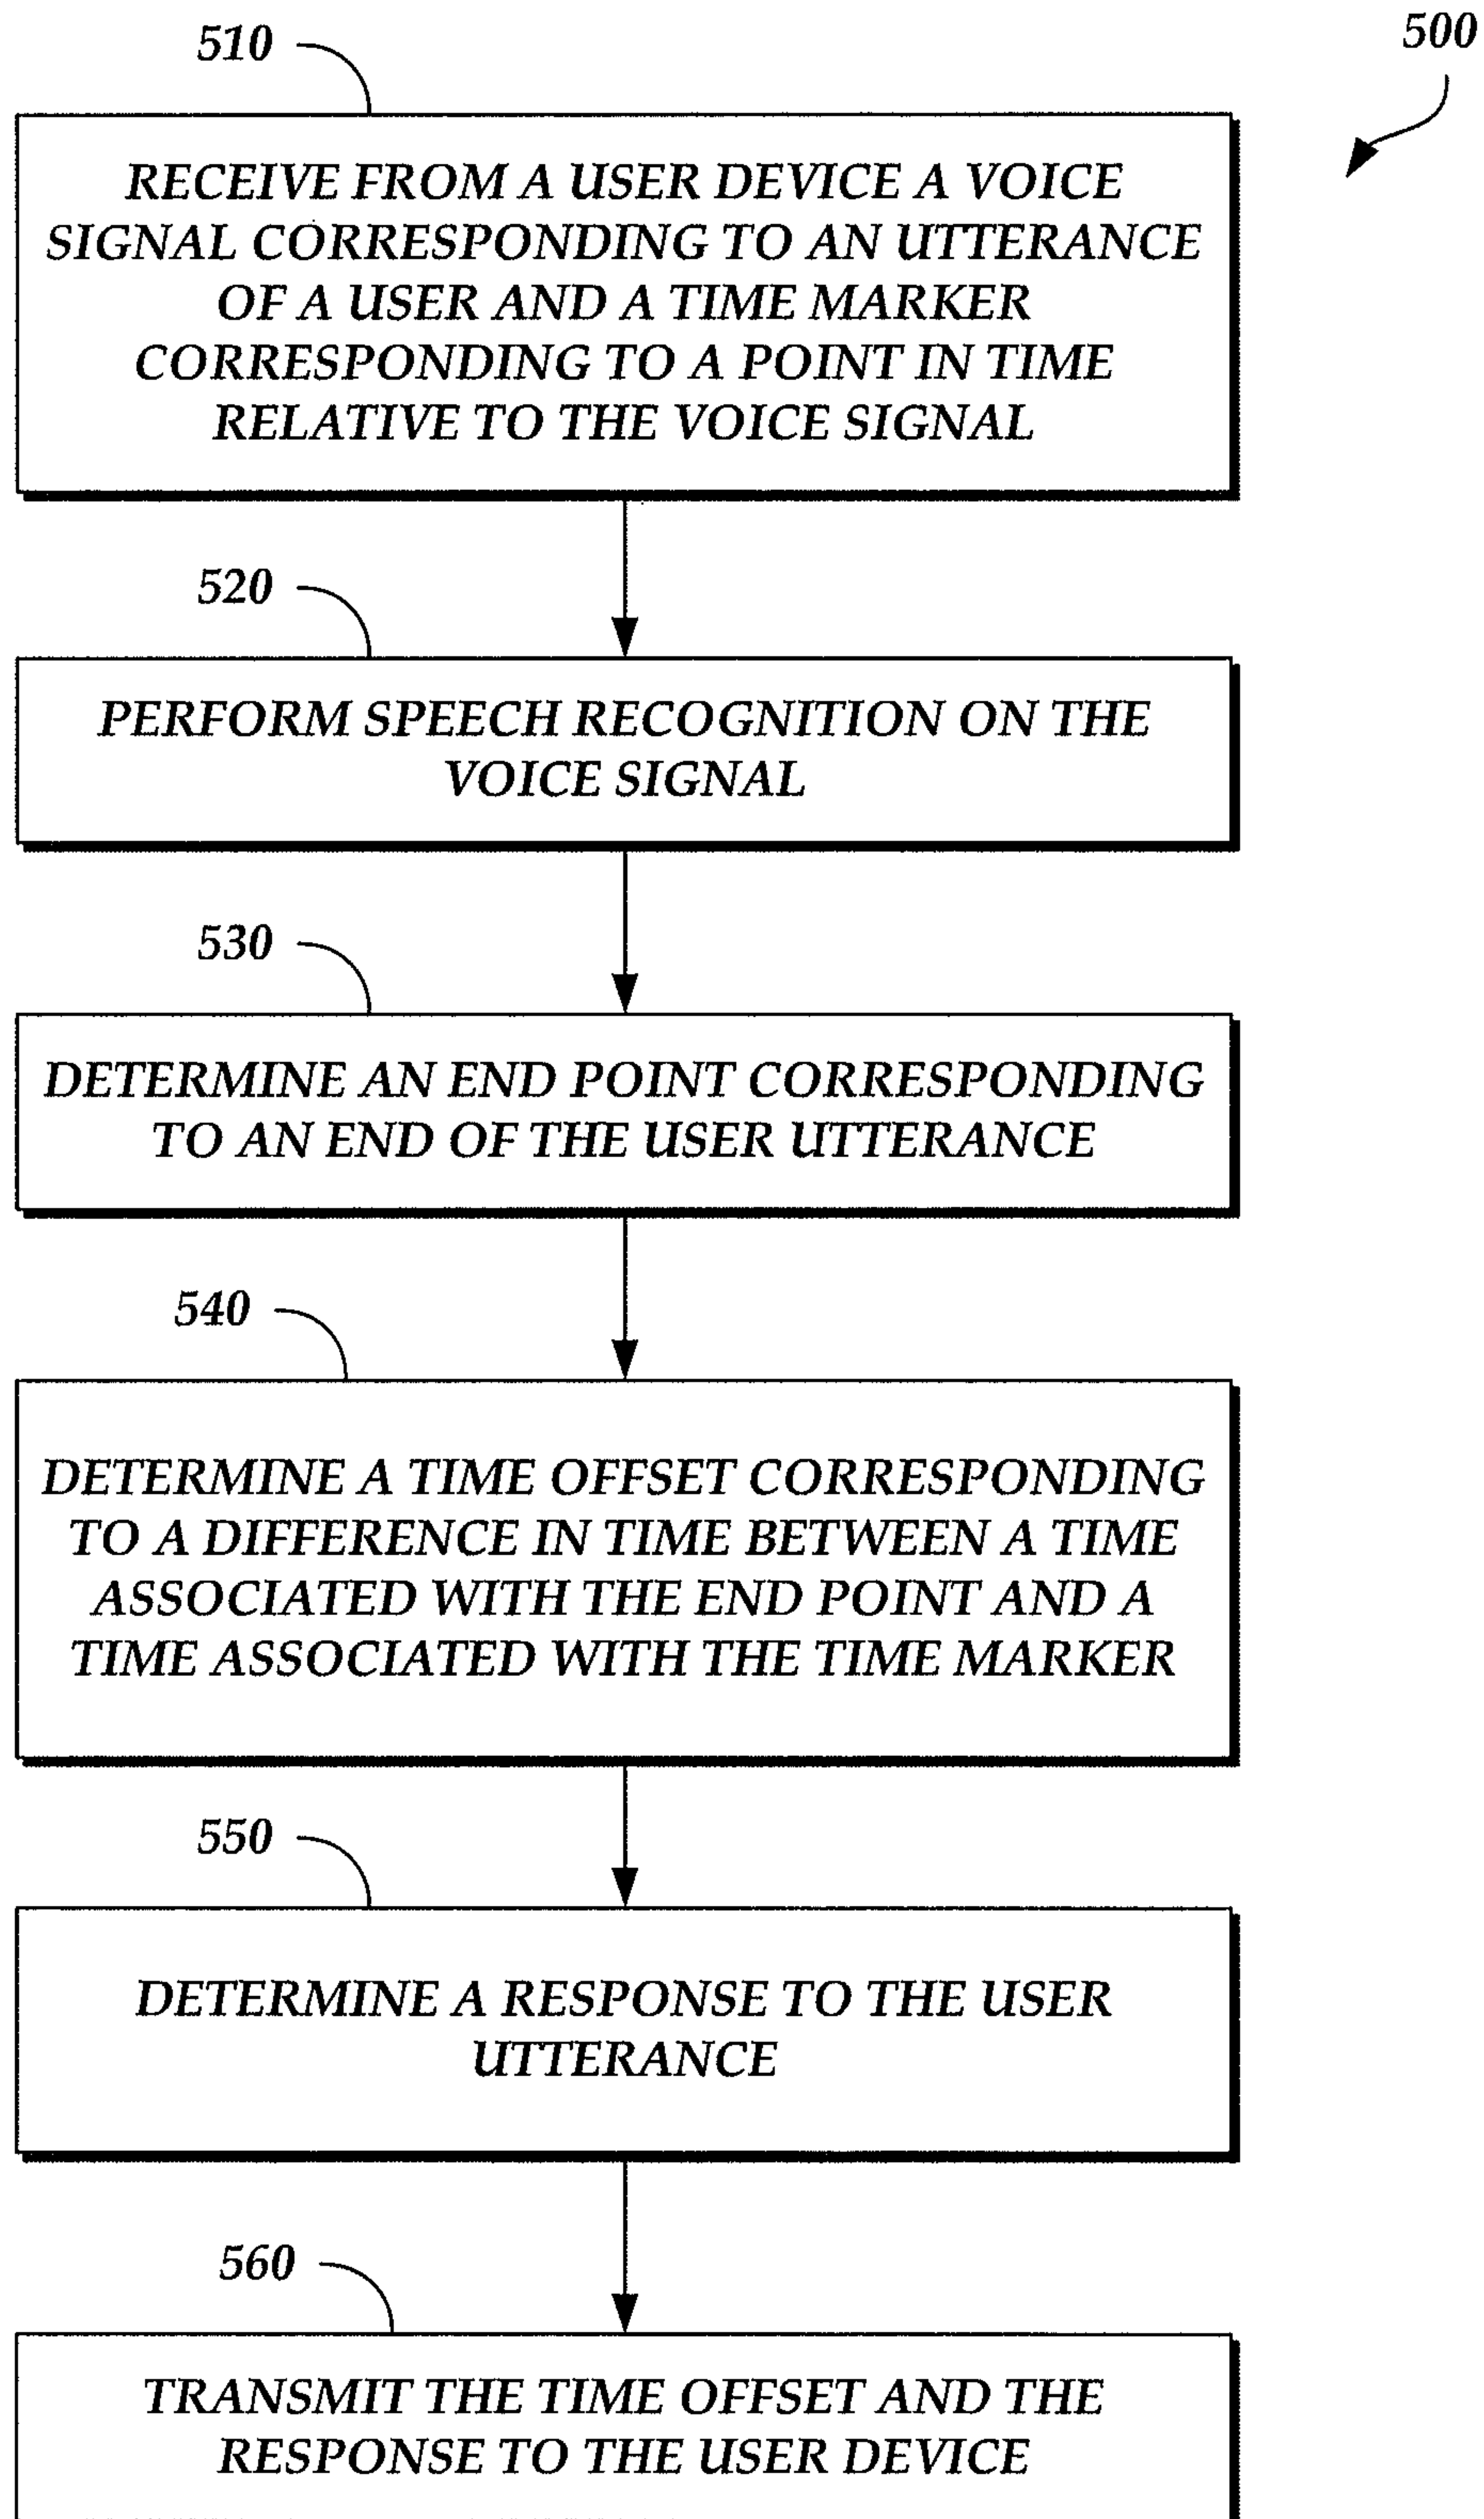 510
500
RECEIVE FROM A USER DEVICE A VOICE
SIGNAL CORRESPONDING TO AN UTTERANCE
OF A USER AND A TIME MARKER
CORRESPONDING TO A POINT IN TIME
RELATIVE TO THE VOICE SIGNAL
520
PERFORM SPEECH RECOGNITION ON THE
VOICE SIGNAL
530
DETERMINE AN END POINT CORRESPONDING
TO AN END OF THE USER UTTERANCE
540
DETERMINE A TIME OFFSET CORRESPONDING
TO A DIFFERENCE IN TIME BETWEEN A TIME
ASSOCIATED WITH THE END POINT AND A
TIME ASSOCIATED WITH THE TIME MARKER
550
DETERMINE A RESPONSE TO THE USER
UTTERANCE
560
TRANSMIT THE TIME OFFSET AND THE
RESPONSE TO THE USER DEVICE